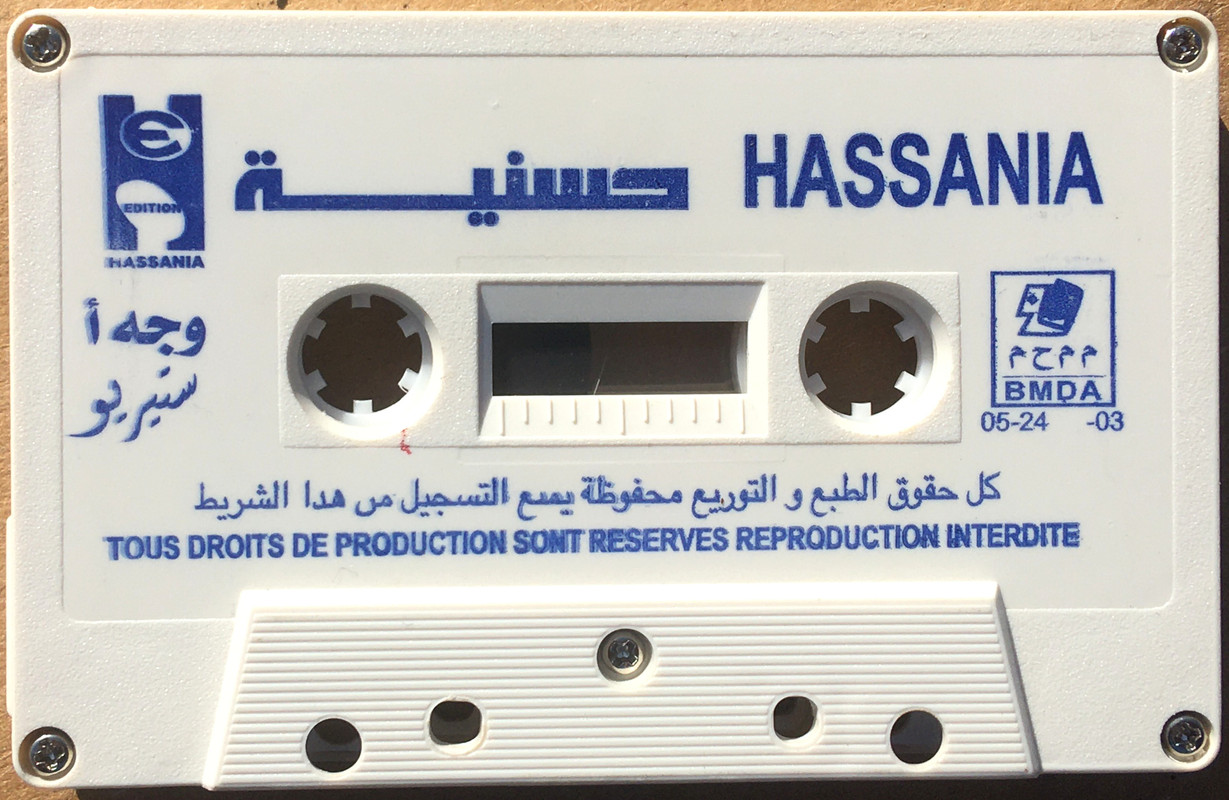 e
EDITION
HASSANIA
حسنية
HASSANIA
وجه أ
ستيريو
م م ح م
BMDA
05-24 -03
كل حقوق الطبع و التوريع محفوظة يمنع التسجيل من هدا الشريط
TOUS DROITS DE PRODUCTION SONT RESERVES REPRODUCTION INTERDITE